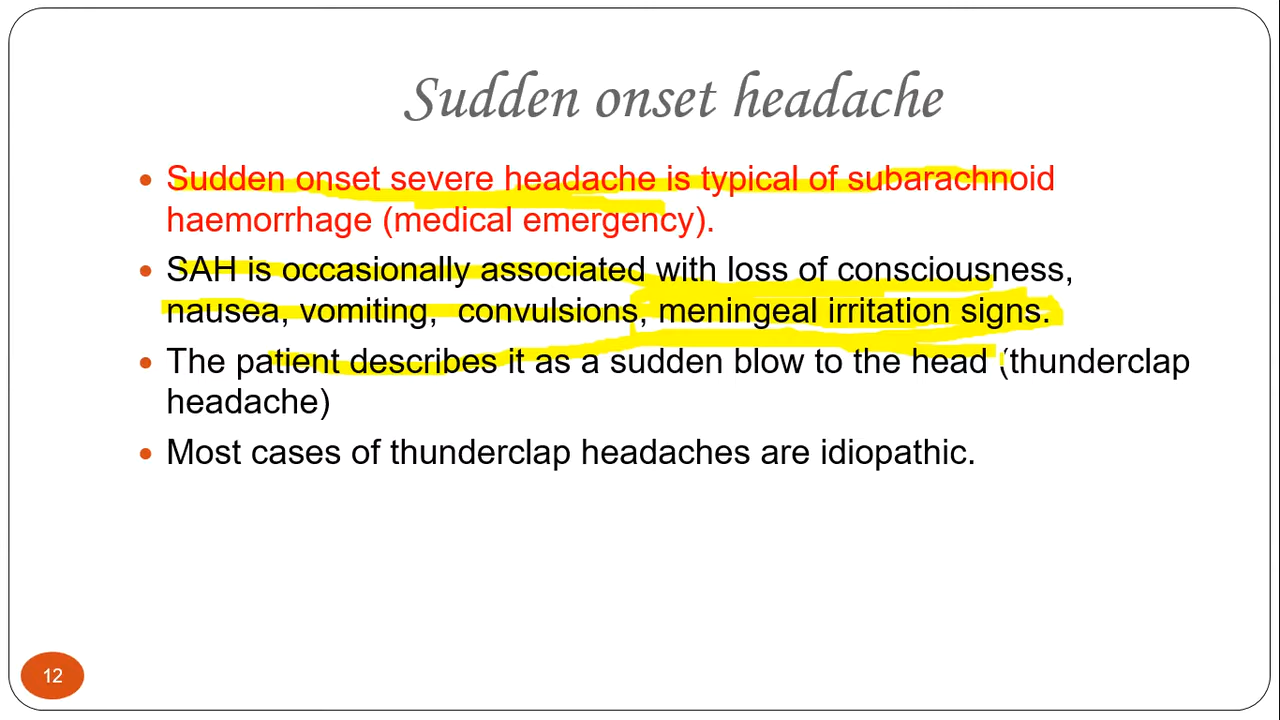 Sudden onset headache
• Sudden onset severe headache is typical of subarachnoid
haemorrhage (medical emergency).
• SAH is occasionally associated with loss of consciousness,
nausea, vomiting,  convulsions, meningeal irritation signs.
• The patient describes it as a sudden blow to the head (thunderclap
headache)
• Most cases of thunderclap headaches are idiopathic.
12